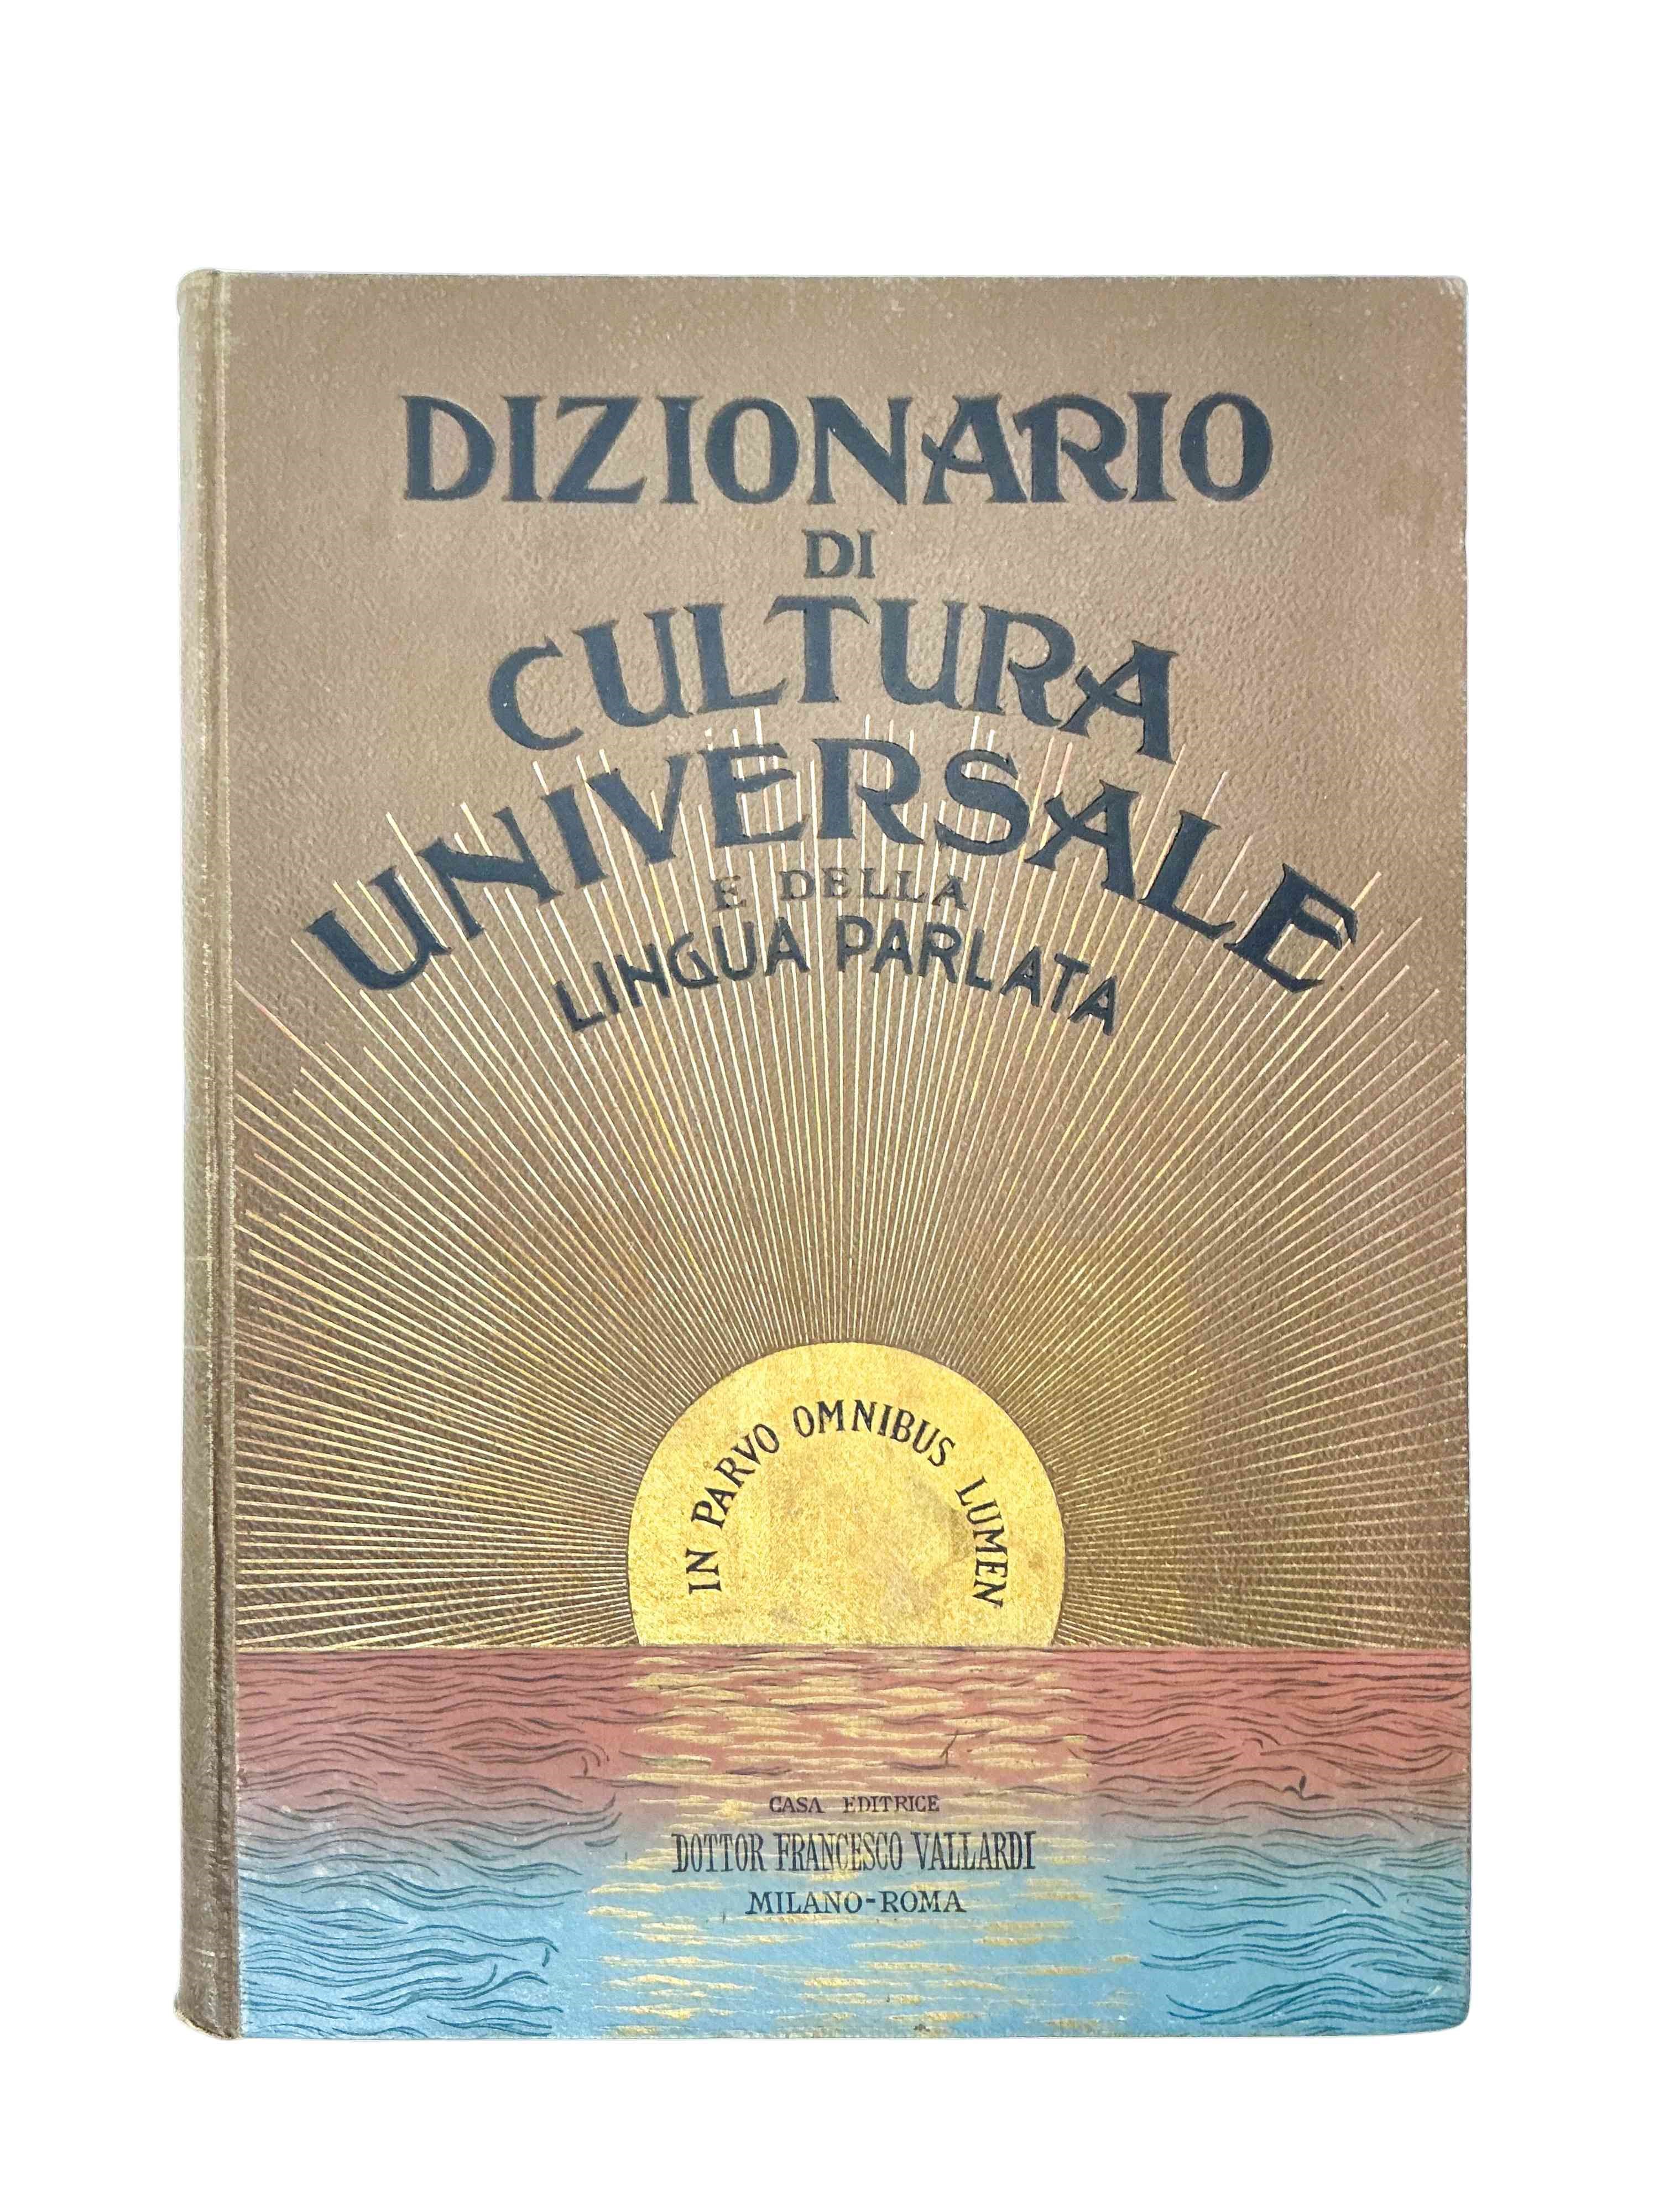 DIZIONARIO
DI
CULTURA
UNIVERSALE
E DELLA
LINGUA PARLATA
IN PARVO OMNIBUS LUMEN
CASA EDITRICE
DOTTOR FRANCESCO VALLARDI
MILANO-ROMA